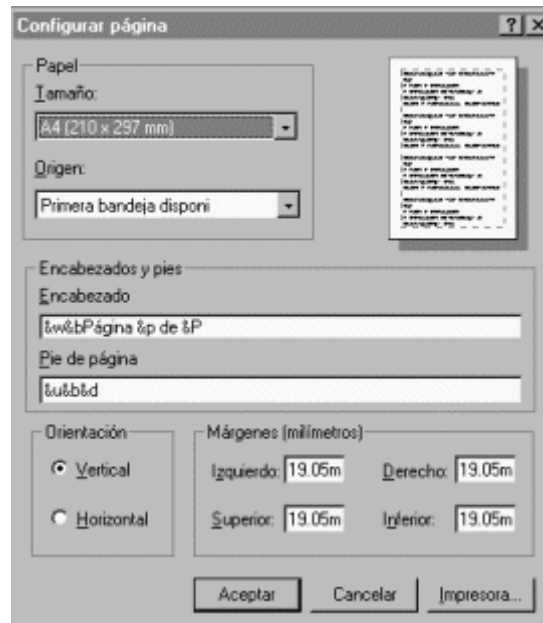 Configurar página
Papel
Tamaño:
A4 (210 x 297 mm)
Origen:
Primera bandeja disponi
Encabezados y pies
Encabezado
&w&bPágina &p de &P
Pie de página
&u&b&d
Orientación
Vertical
Horizontal
Márgenes (milímetros)
Izquierdo: 19.05m Derecho: 19.05m
Superior: 19.05m Inferior: 19.05m
Aceptar Cancelar Impresora...